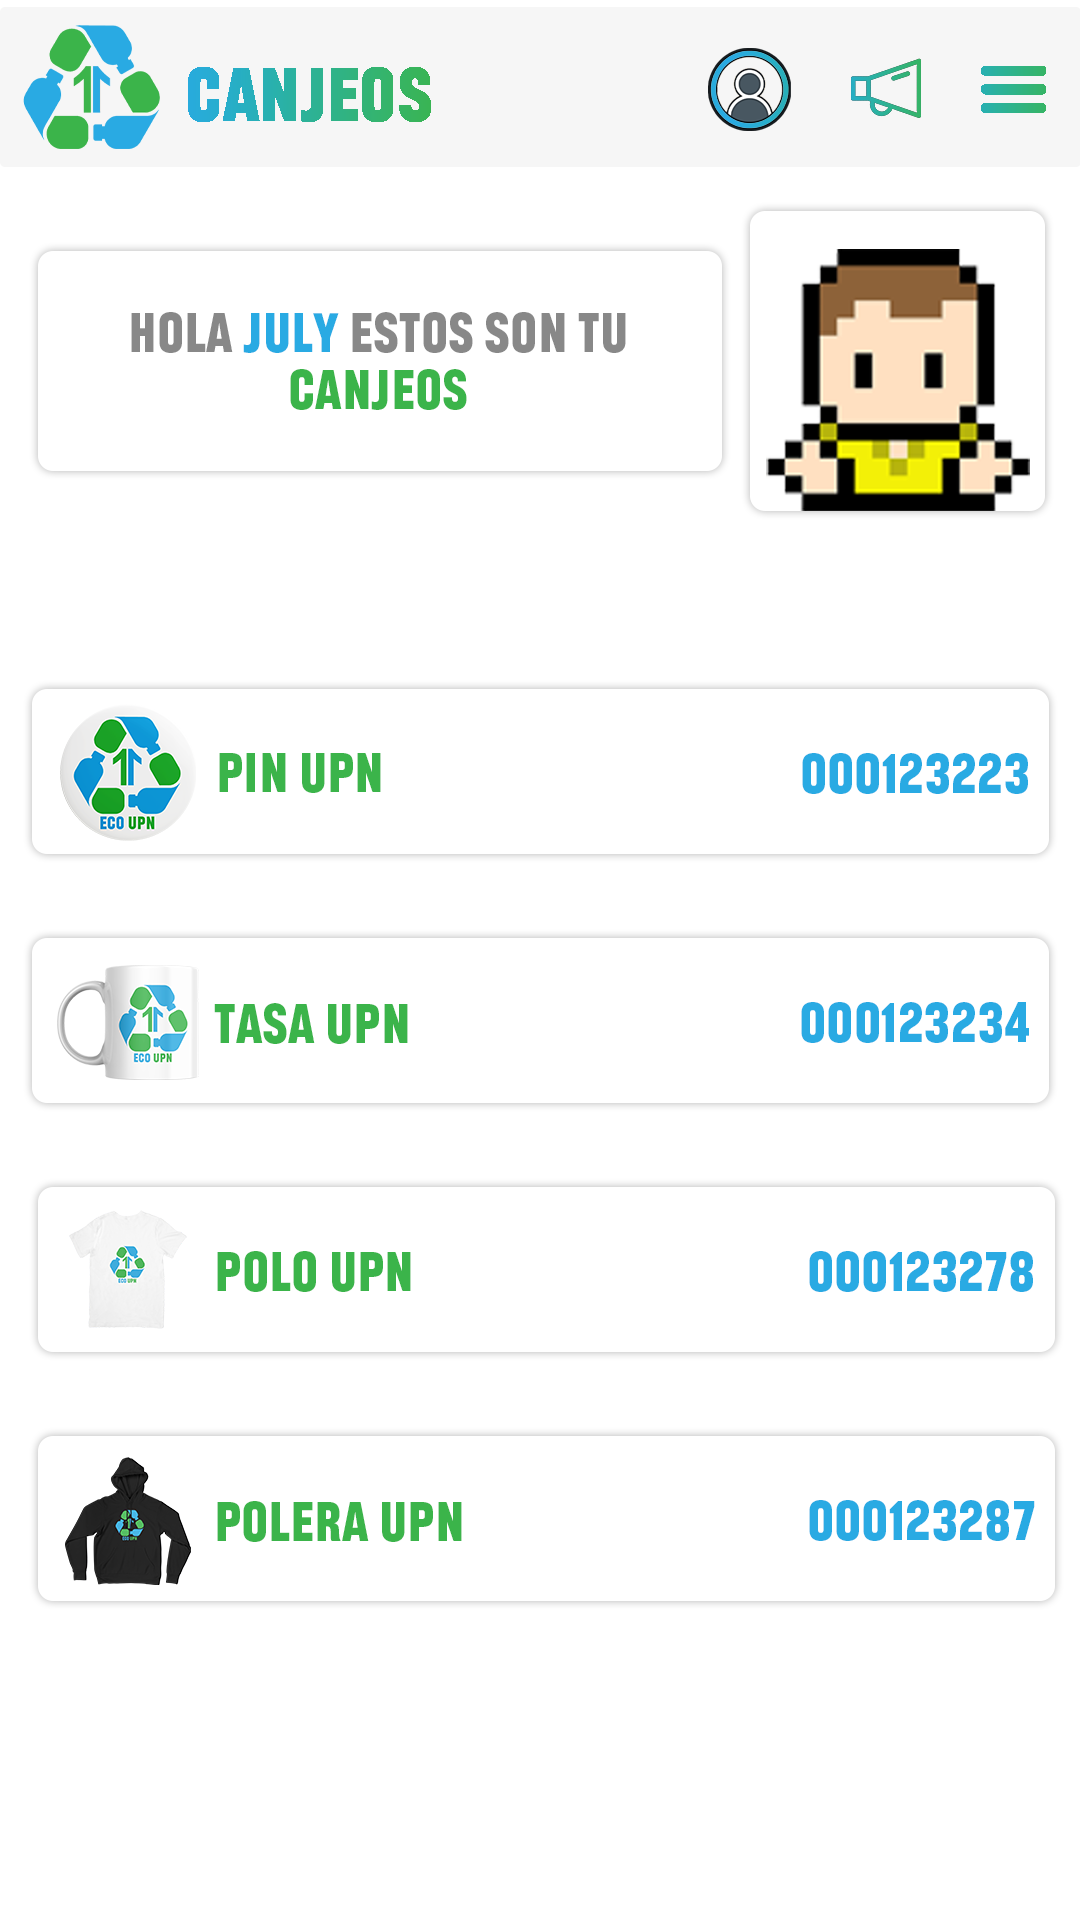 CANJEOS
HOLA JULY ESTOS SON TU
CANJEOS
ECO UPN
PIN UPN
000123223
ECO UPN
TASA UPN
000123234
ECO UPN
POLO UPN
000123278
ECO UPN
POLERA UPN
000123287